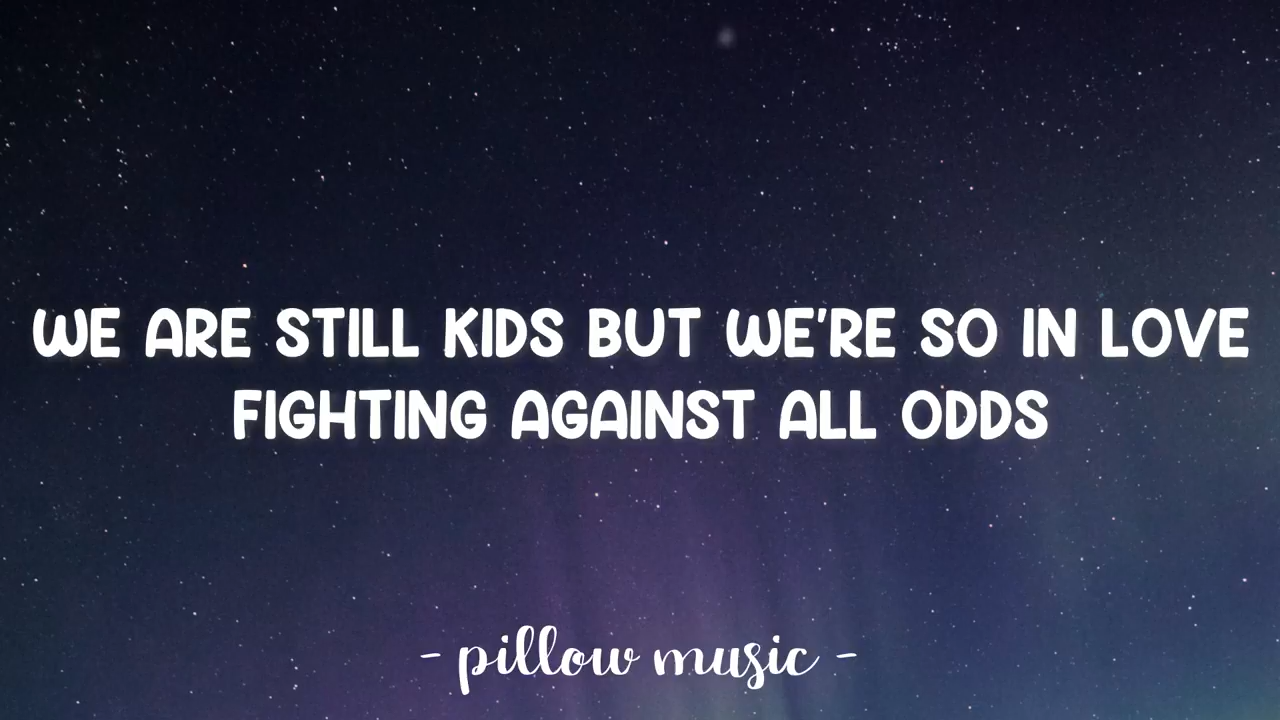 WE ARE STILL KIDS BUT WE'RE SO IN LOVE
FIGHTING AGAINST ALL ODDS
- pillow music -